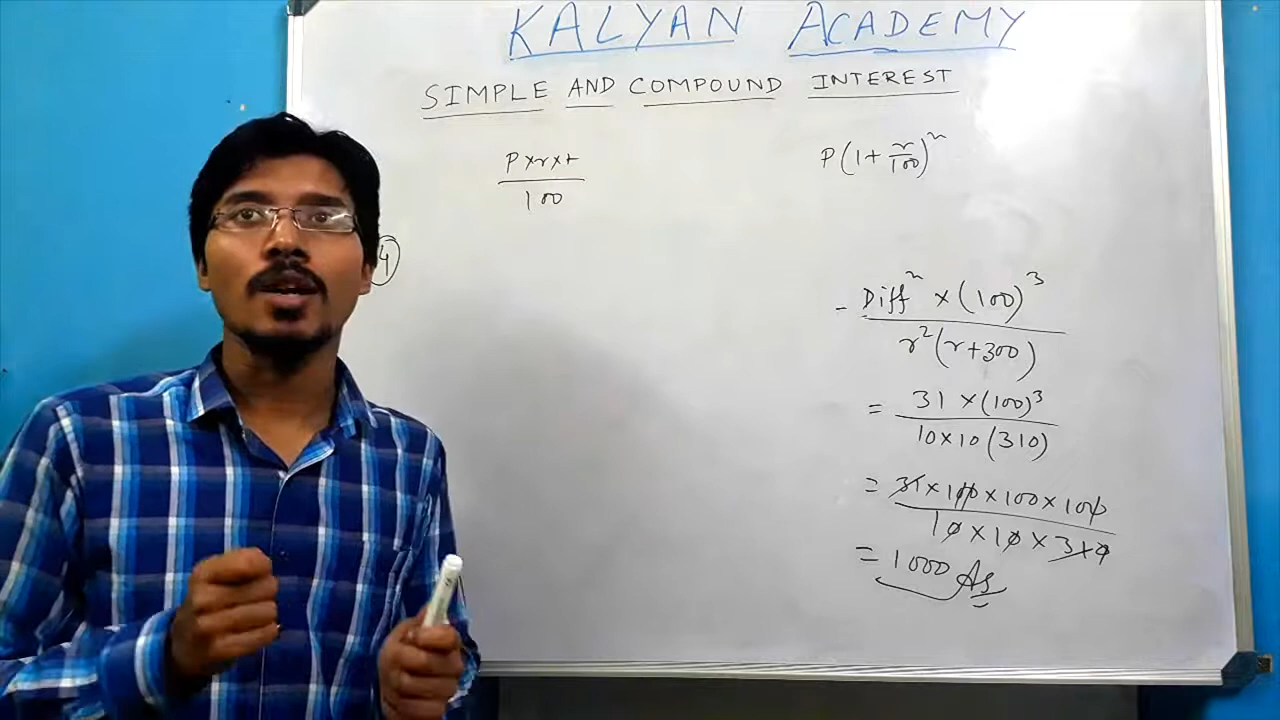 KALYAN ACADEMY
SIMPLE AND COMPOUND INTEREST
P×r×t / 100
P(1 + r/100)^n
4
- Diff^n × (100)^3 / r^2(r+300)
= 31 × (100)^3 / 10×10(310)
= 31×100×100×100 / 10×10×310
= 1000 As